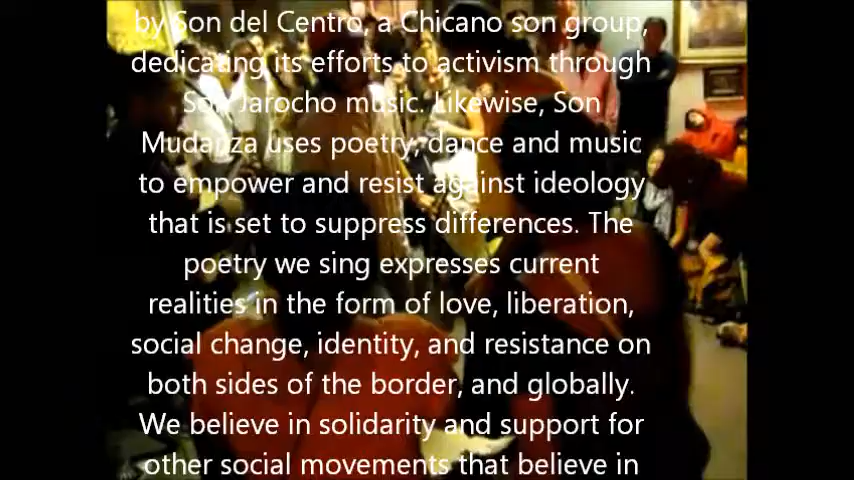 by Son del Centro, a Chicano son group,
dedicating its efforts to activism through
Son Jarocho music. Likewise, Son
Mudanza uses poetry, dance and music
to empower and resist against ideology
that is set to suppress differences. The
poetry we sing expresses current
realities in the form of love, liberation,
social change, identity, and resistance on
both sides of the border, and globally.
We believe in solidarity and support for
other social movements that believe in